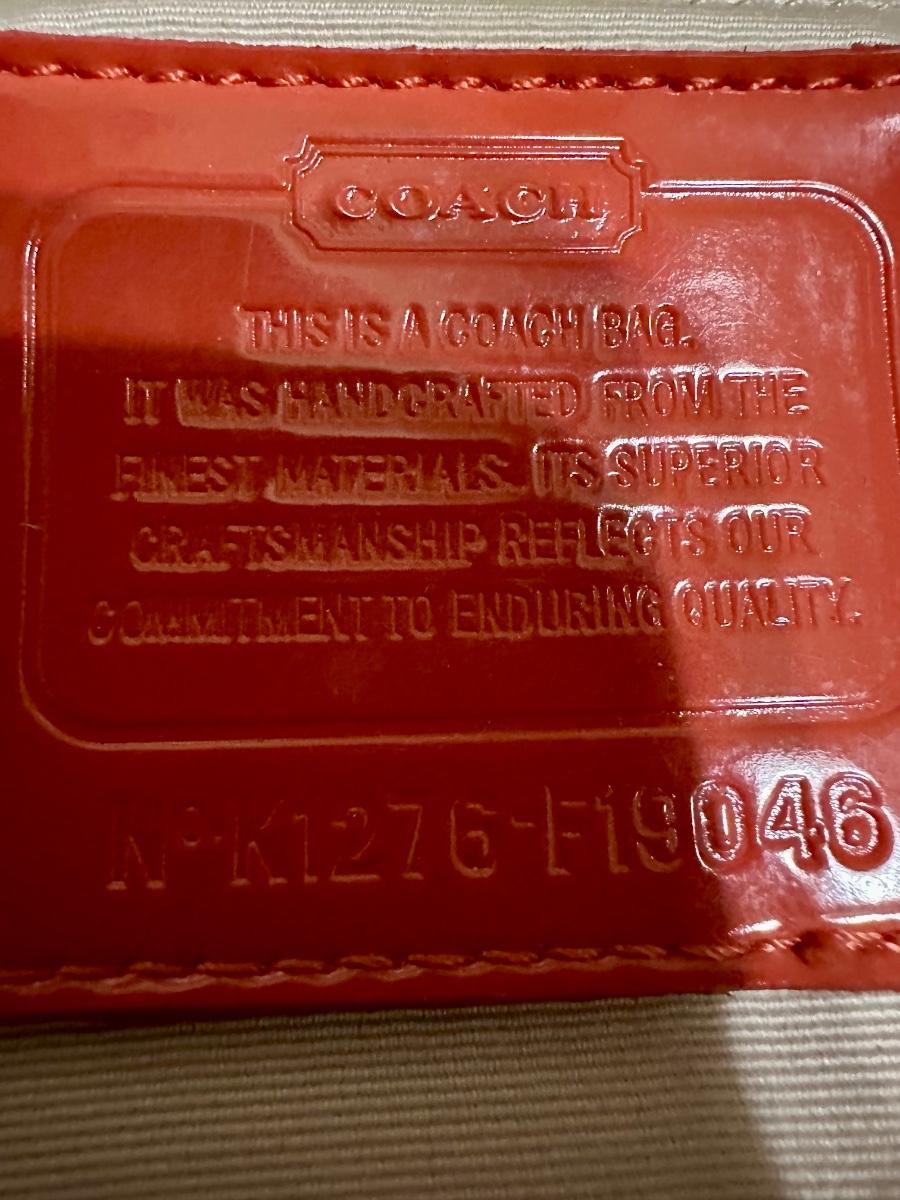 COACH
THIS IS A COACH BAG.
IT WAS HANDCRAFTED FROM THE
FINEST MATERIALS. ITS SUPERIOR
CRAFTSMANSHIP REFLECTS OUR
COMMITMENT TO ENDURING QUALITY.
Nº K1276-F19046